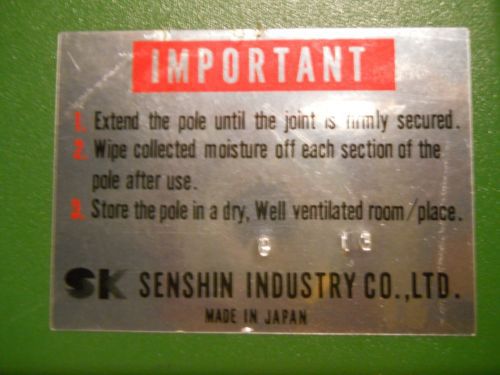 IMPORTANT
1. Extend the pole until the joint is firmly secured.
2. Wipe collected moisture off each section of the
pole after use.
3. Store the pole in a dry, Well ventilated room/place.
SK SENSHIN INDUSTRY CO.,LTD.
MADE IN JAPAN